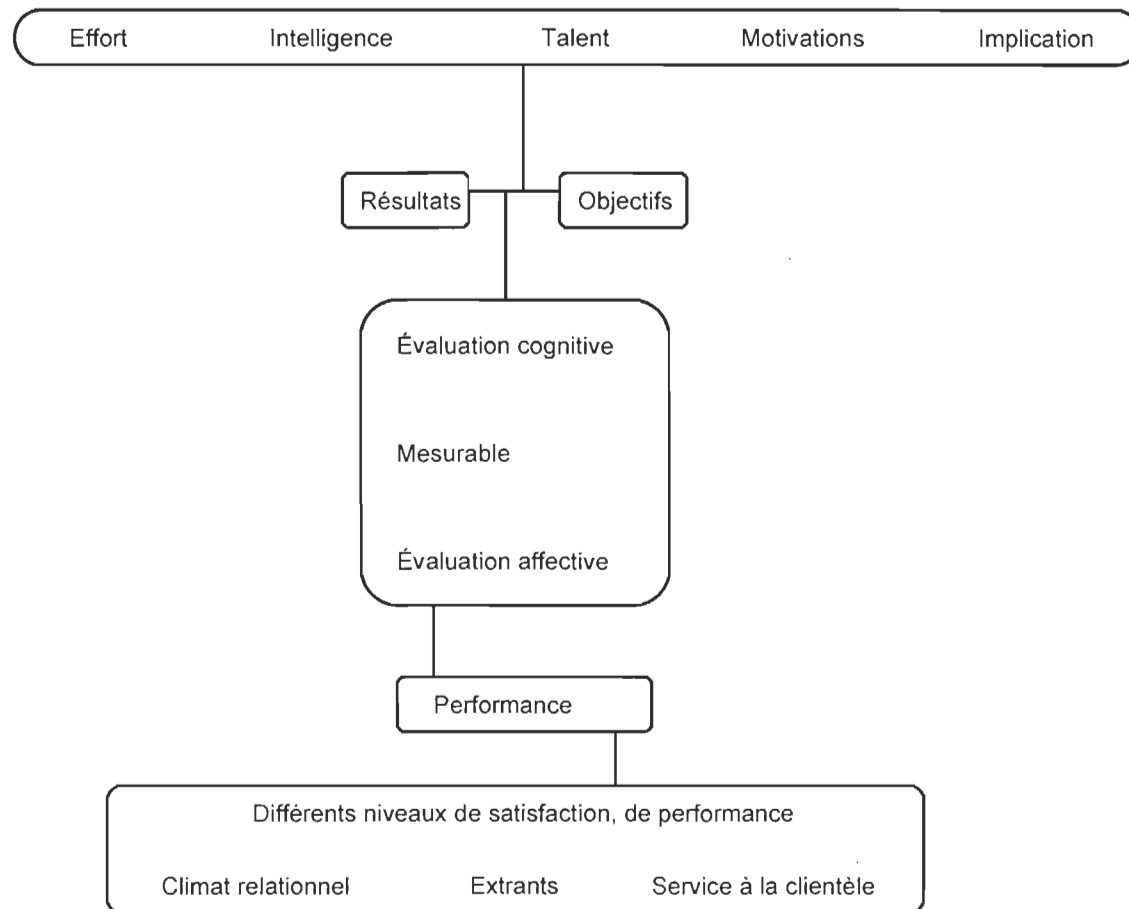 Effort Intelligence Talent Motivations Implication
Résultats Objectifs
Évaluation cognitive
Mesurable
Évaluation affective
Performance
Différents niveaux de satisfaction, de performance
Climat relationnel Extrants Service à la clientèle